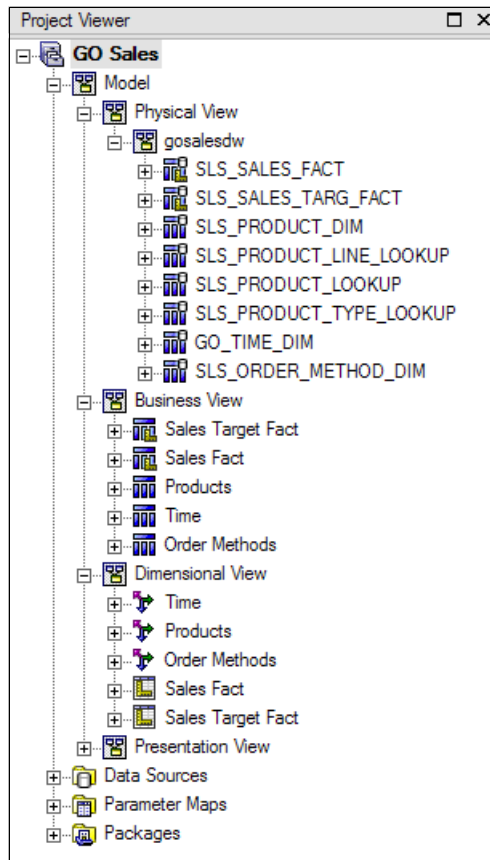 Project Viewer
GO Sales
Model
Physical View
gosalesdw
SLS_SALES_FACT
SLS_SALES_TARG_FACT
SLS_PRODUCT_DIM
SLS_PRODUCT_LINE_LOOKUP
SLS_PRODUCT_LOOKUP
SLS_PRODUCT_TYPE_LOOKUP
GO_TIME_DIM
SLS_ORDER_METHOD_DIM
Business View
Sales Target Fact
Sales Fact
Products
Time
Order Methods
Dimensional View
Time
Products
Order Methods
Sales Fact
Sales Target Fact
Presentation View
Data Sources
Parameter Maps
Packages